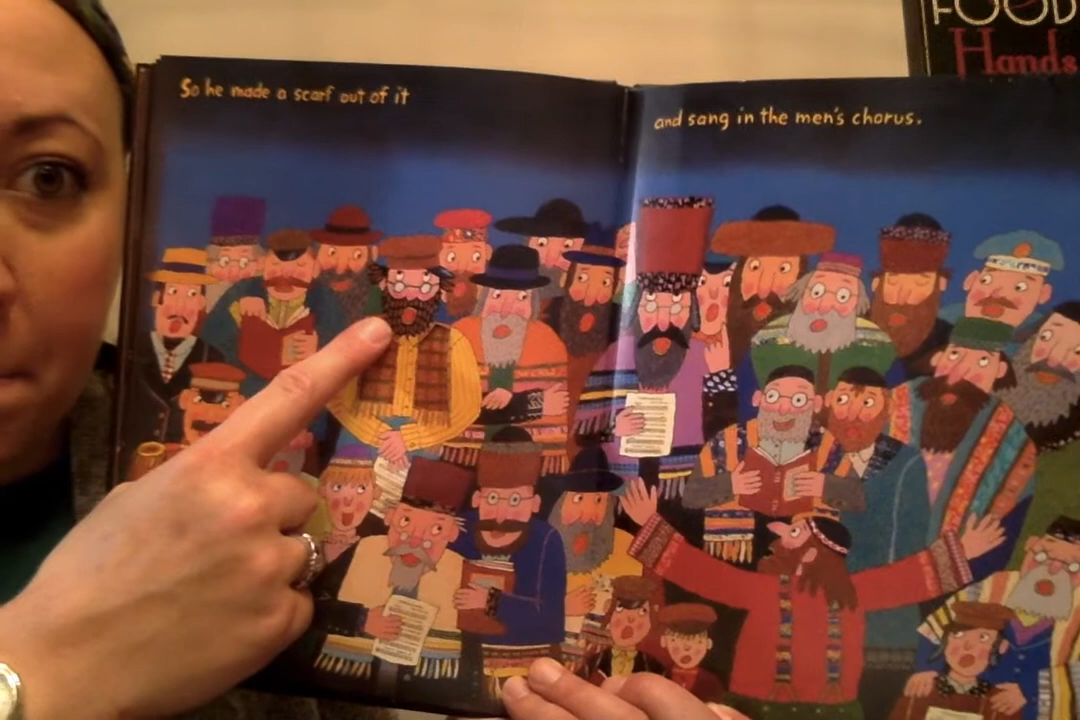 So he made a scarf out of it
and sang in the men's chorus.
FOOD
Hands